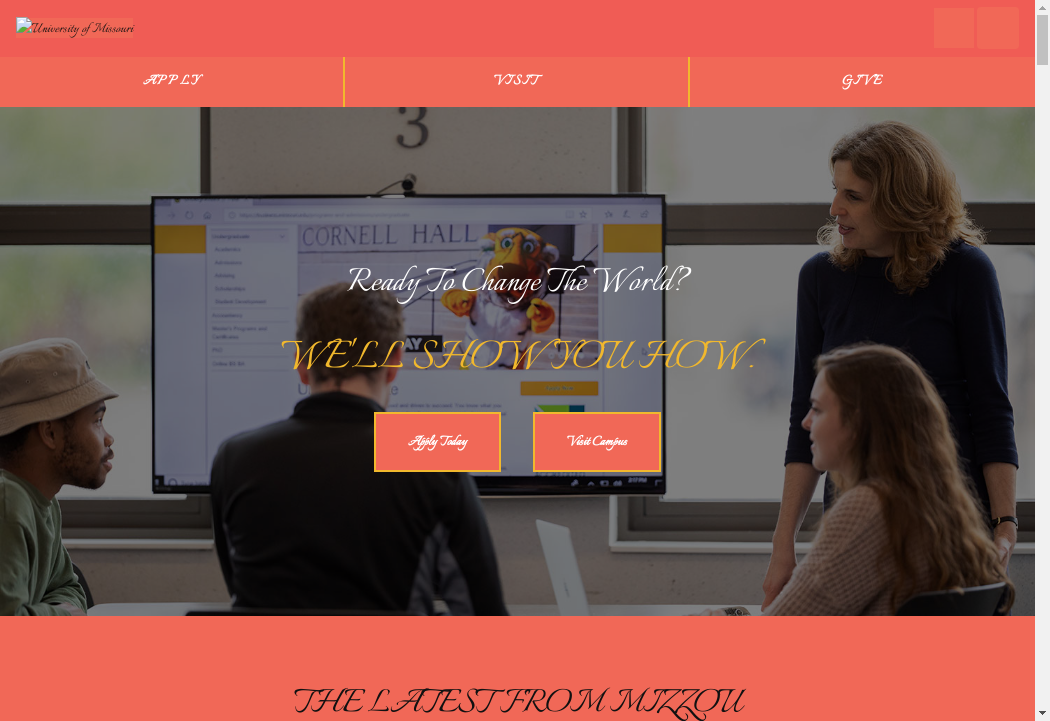 University of Missouri
APPLY
VISIT
GIVE
3
CORNELL HALL
Ready To Change The World?
WE'LL SHOW YOU HOW.
Apply Today
Visit Campus
THE LATEST FROM MIZZOU